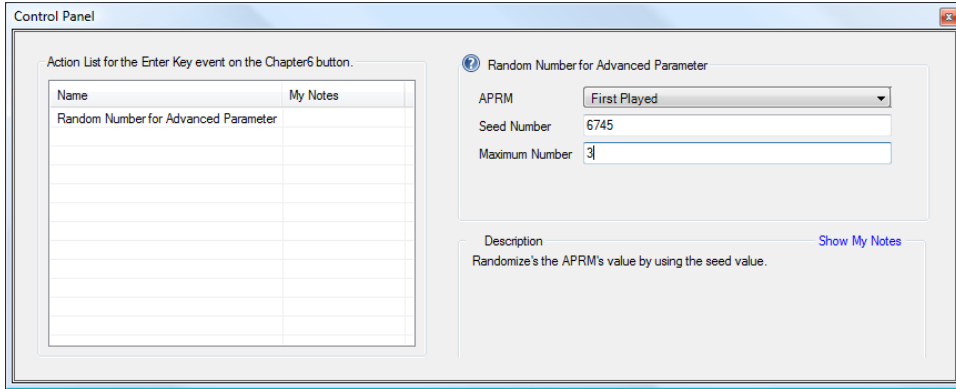 Control Panel
Action List for the Enter Key event on the Chapter6 button.
Name My Notes
Random Number for Advanced Parameter
Random Number for Advanced Parameter
APRM First Played
Seed Number 6745
Maximum Number 3
Description Show My Notes
Randomize's the APRM's value by using the seed value.